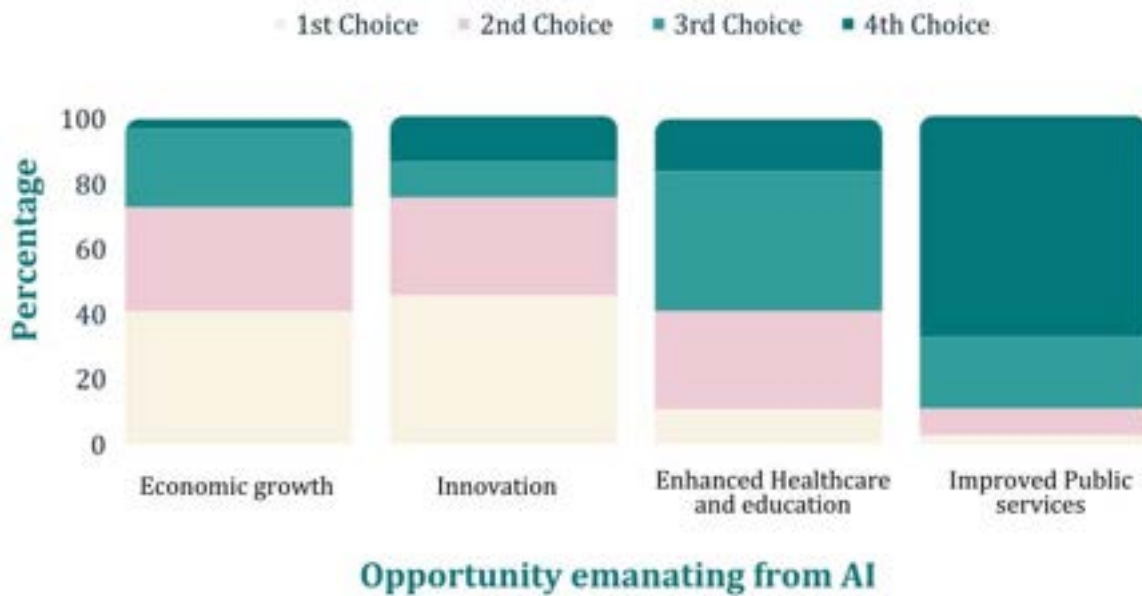 1st Choice 2nd Choice 3rd Choice 4th Choice
100
80
60
40
20
0
Percentage
Economic growth
Innovation
Enhanced Healthcare
and education
Improved Public
services
Opportunity emanating from AI